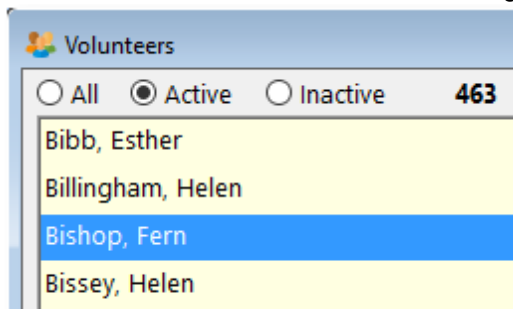 Volunteers
All Active Inactive 463
Bibb, Esther
Billingham, Helen
Bishop, Fern
Bissey, Helen